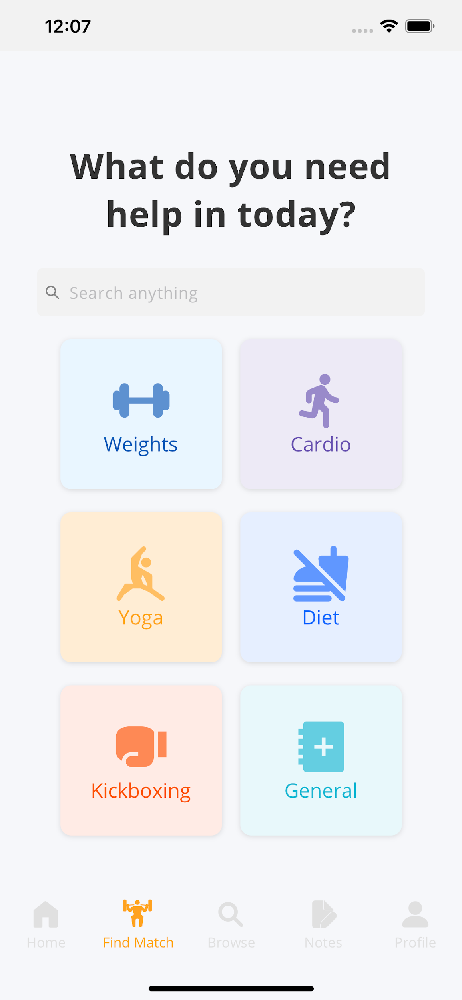 12:07
What do you need
help in today?
Search anything
Weights
Cardio
Yoga
Diet
Kickboxing
General
Home
Find Match
Browse
Notes
Profile